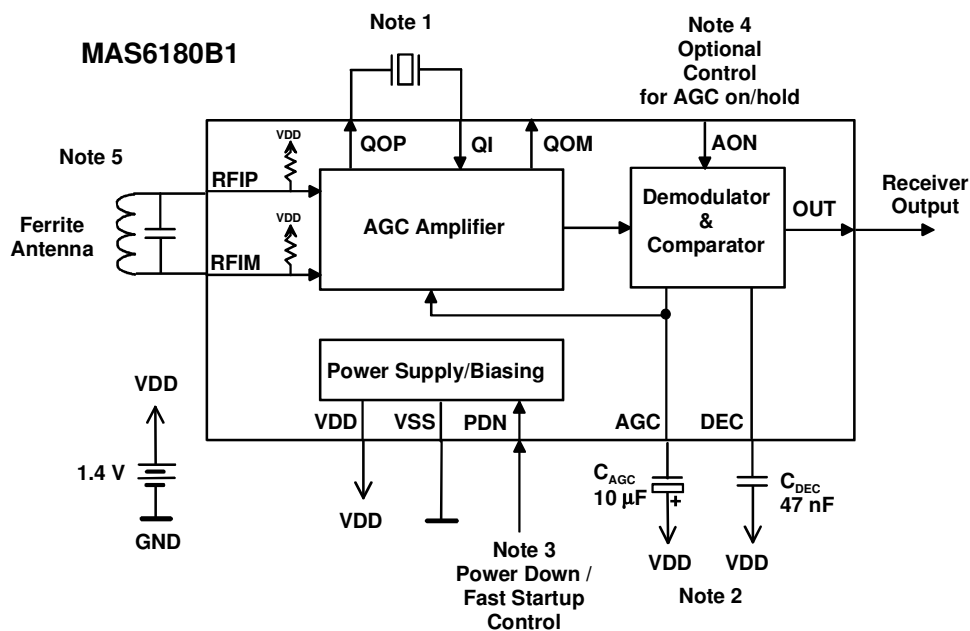 Note 1
MAS6180B1
Note 4
Optional
Control
for AGC on/hold
VDD
QOP
QI
QOM
AON
Note 5
RFIP
Receiver
Output
Ferrite
Antenna
VDD
AGC Amplifier
Demodulator
&
Comparator
OUT
RFIM
Power Supply/Biasing
VDD
VDD
VSS
PDN
AGC
DEC
1.4 V
C_AGC
10 µF
+
C_DEC
47 nF
GND
VDD
Note 3
Power Down /
Fast Startup
Control
VDD
VDD
Note 2